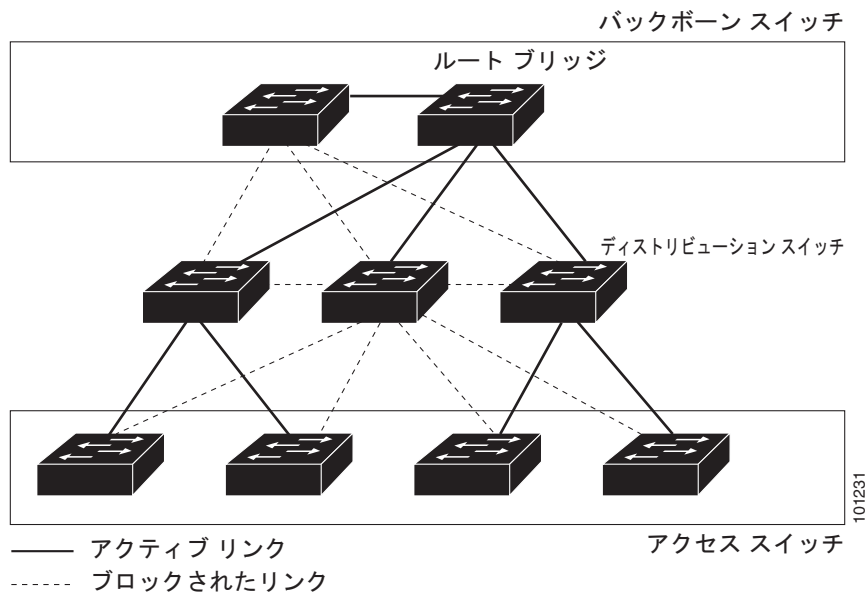 バックボーン スイッチ
ルート ブリッジ
ディストリビューション スイッチ
101231
アクセス スイッチ
アクティブ リンク
ブロックされたリンク